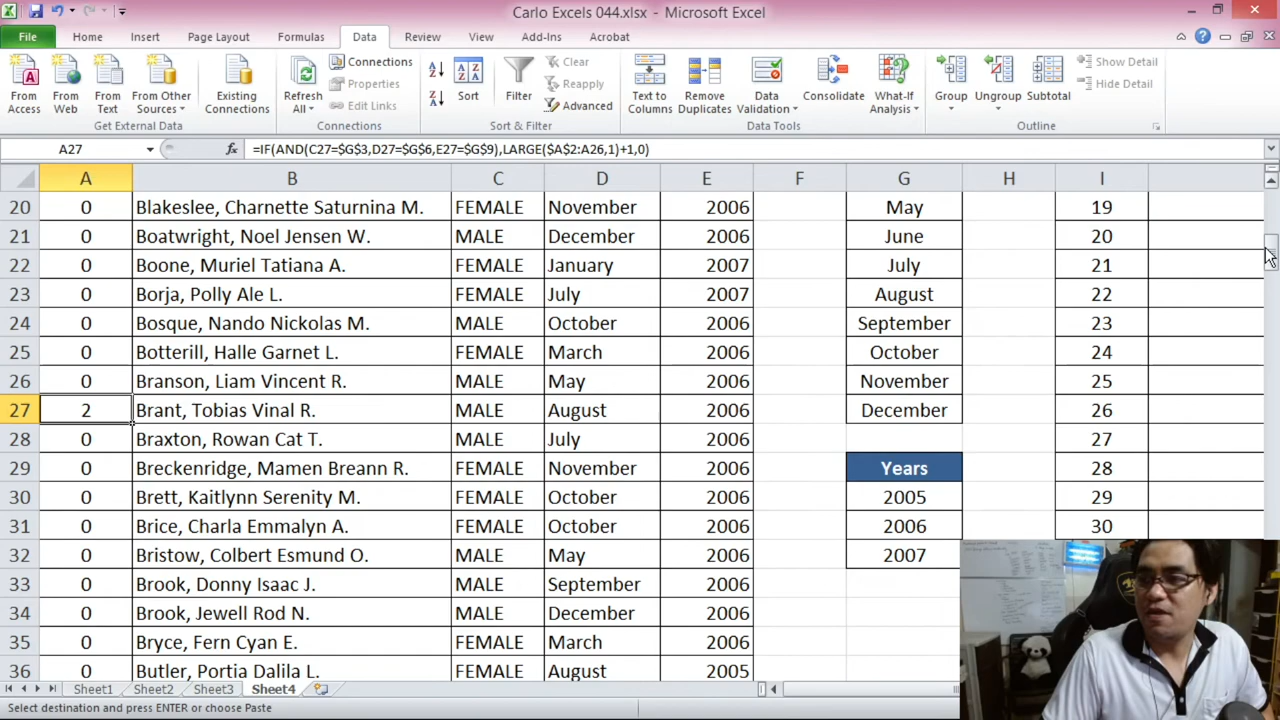 Carlo Excels 044.xlsx - Microsoft Excel
File Home Insert Page Layout Formulas Data Review View Add-Ins Acrobat
From Access
From Web
From Text
From Other Sources
Get External Data
Existing Connections
Refresh All
Connections
Properties
Edit Links
Connections
Sort
Filter
Clear
Reapply
Advanced
Sort & Filter
Text to Columns
Remove Duplicates
Data Validation
Consolidate
What-If Analysis
Data Tools
Group
Ungroup
Subtotal
Show Detail
Hide Detail
Outline
A27 fx =IF(AND(C27=$G$3,D27=$G$6,E27=$G$9),LARGE($A$2:A26,1)+1,0)
A B C D E F G H I
20 0 Blakeslee, Charnette Saturnina M. FEMALE November 2006 May 19
21 0 Boatwright, Noel Jensen W. MALE December 2006 June 20
22 0 Boone, Muriel Tatiana A. FEMALE January 2007 July 21
23 0 Borja, Polly Ale L. FEMALE July 2007 August 22
24 0 Bosque, Nando Nickolas M. MALE October 2006 September 23
25 0 Botterill, Halle Garnet L. FEMALE March 2006 October 24
26 0 Branson, Liam Vincent R. MALE May 2006 November 25
27 2 Brant, Tobias Vinal R. MALE August 2006 December 26
28 0 Braxton, Rowan Cat T. MALE July 2006 27
29 0 Breckenridge, Mamen Breann R. FEMALE November 2006 Years 28
30 0 Brett, Kaitlynn Serenity M. FEMALE October 2006 2005 29
31 0 Brice, Charla Emmalyn A. FEMALE October 2006 2006 30
32 0 Bristow, Colbert Esmund O. MALE May 2006 2007
33 0 Brook, Donny Isaac J. MALE September 2006
34 0 Brook, Jewell Rod N. MALE December 2006
35 0 Bryce, Fern Cyan E. FEMALE March 2006
36 0 Butler, Portia Dalila L. FEMALE August 2005
Sheet1 Sheet2 Sheet3 Sheet4
Select destination and press ENTER or choose Paste